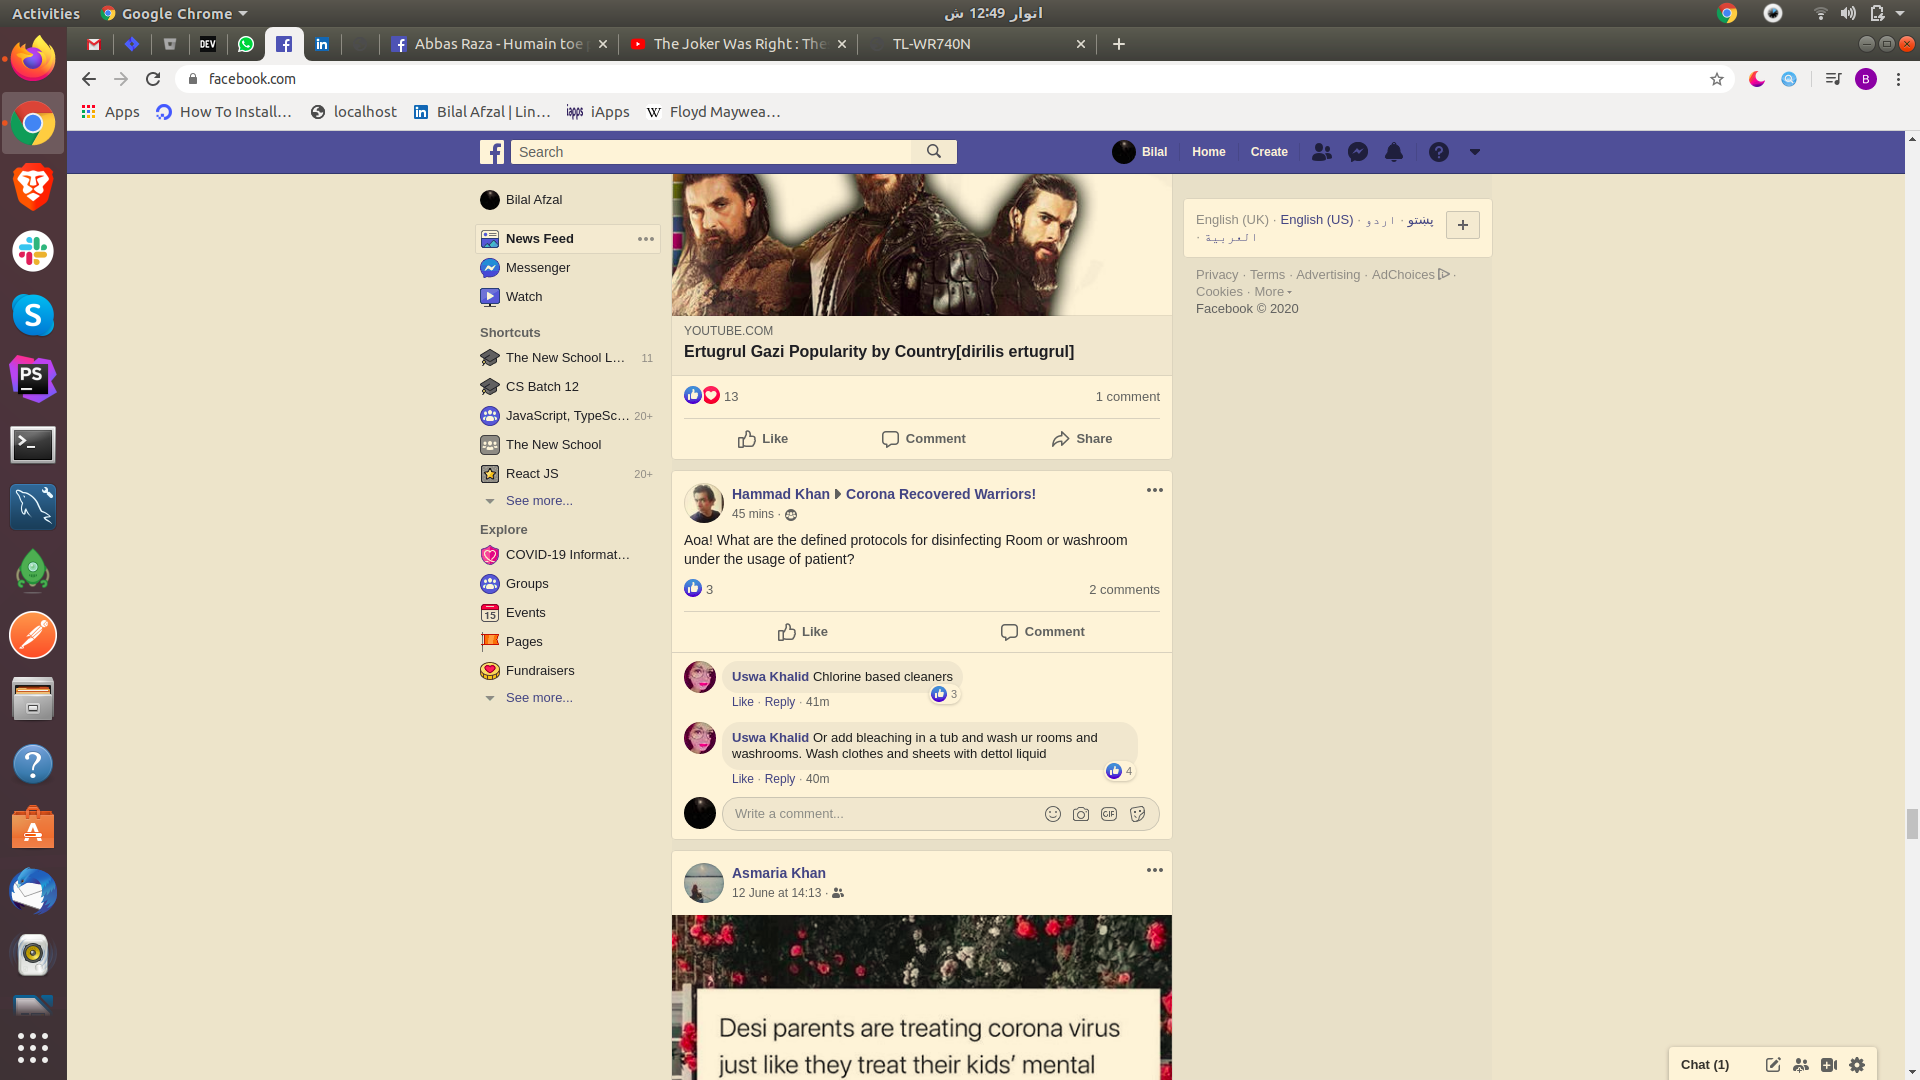 Activities
Google Chrome
اتوار 12:49 ش
Abbas Raza - Humain toe
The Joker Was Right : The
TL-WR740N
facebook.com
B
Apps
How To Install…
localhost
Bilal Afzal | Lin…
iApps
Floyd Maywea…
Search
Bilal
Home
Create
Bilal Afzal
News Feed
Messenger
Watch
Shortcuts
The New School L... 11
CS Batch 12
JavaScript, TypeSc... 20+
The New School
React JS 20+
See more...
Explore
COVID-19 Informat...
Groups
Events
Pages
Fundraisers
See more...
YOUTUBE.COM
Ertugrul Gazi Popularity by Country[dirilis ertugrul]
13
1 comment
Like
Comment
Share
Hammad Khan Corona Recovered Warriors!
45 mins ·
Aoa! What are the defined protocols for disinfecting Room or washroom
under the usage of patient?
3
2 comments
Like
Comment
Uswa Khalid Chlorine based cleaners
3
Like · Reply · 41m
Uswa Khalid Or add bleaching in a tub and wash ur rooms and
washrooms. Wash clothes and sheets with dettol liquid
4
Like · Reply · 40m
Write a comment...
GIF
Asmaria Khan
12 June at 14:13 ·
Desi parents are treating corona virus
just like they treat their kids’ mental
English (UK) · English (US) · اردو · پښتو
· العربية
Privacy · Terms · Advertising · AdChoices ·
Cookies · More
Facebook © 2020
Chat (1)
DEV
PS
15